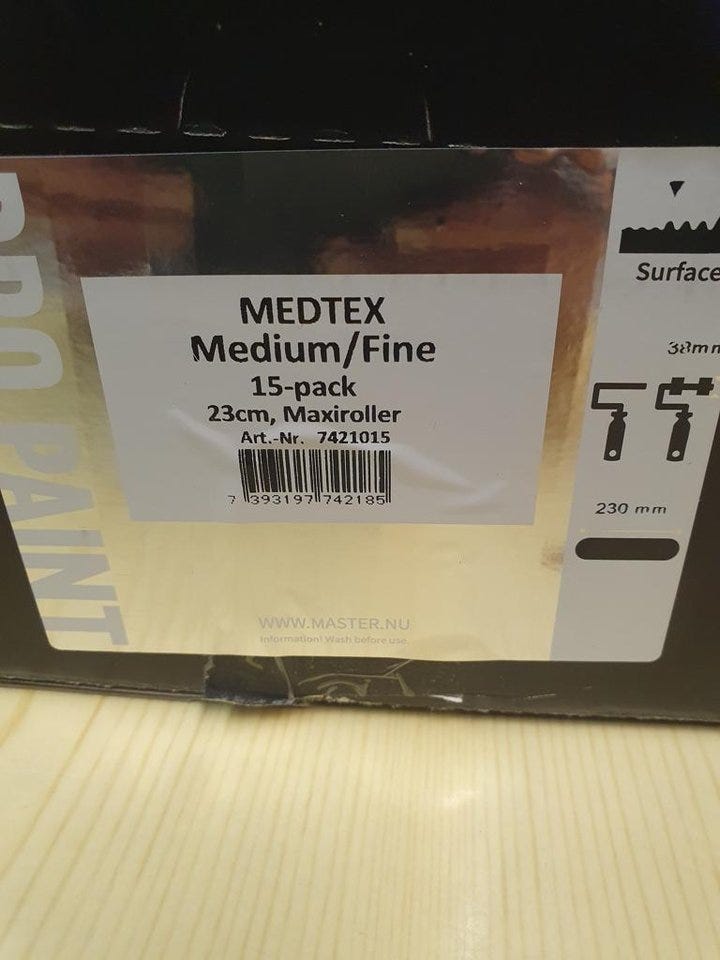 PRO PAINT
MEDTEX
Medium/Fine
15-pack
23cm, Maxiroller
Art.-Nr. 7421015
7 393197 742185
WWW.MASTER.NU
Information! Wash before use.
Surface
38mm
230 mm